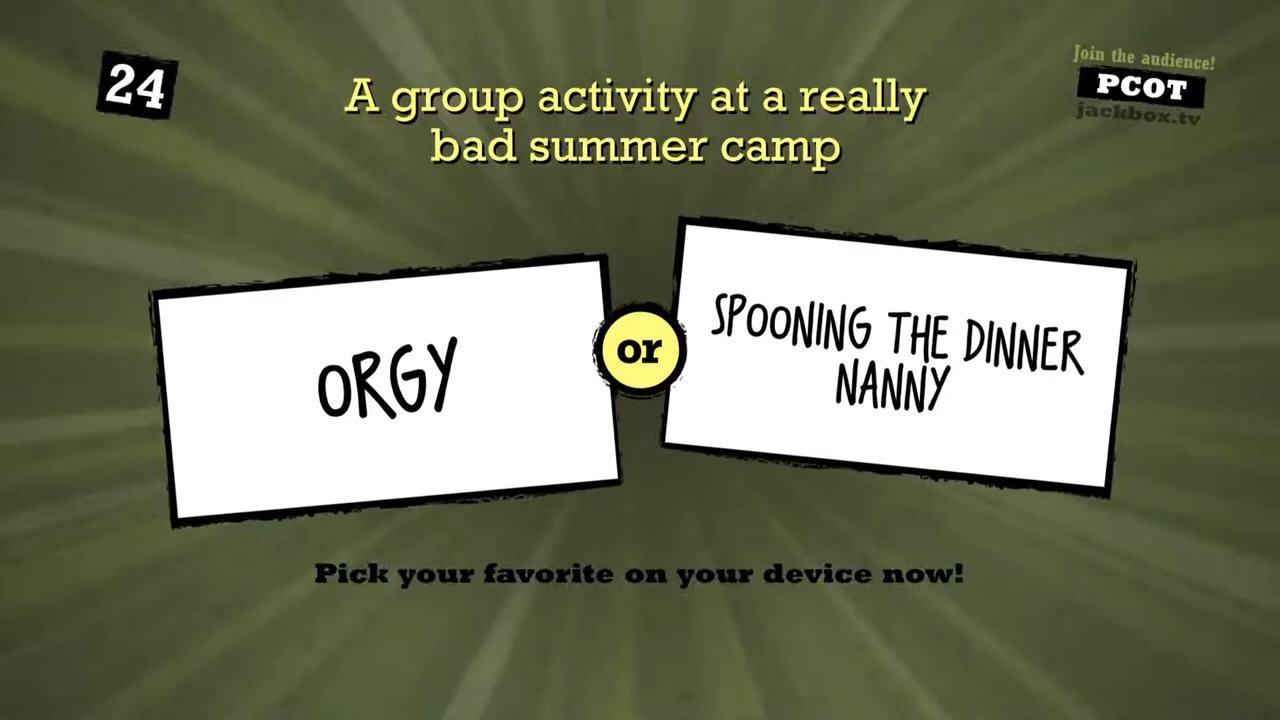 24
Join the audience!
PCOT
jackbox.tv
A group activity at a really
bad summer camp
ORGY
or
SPOONING THE DINNER
NANNY
Pick your favorite on your device now!